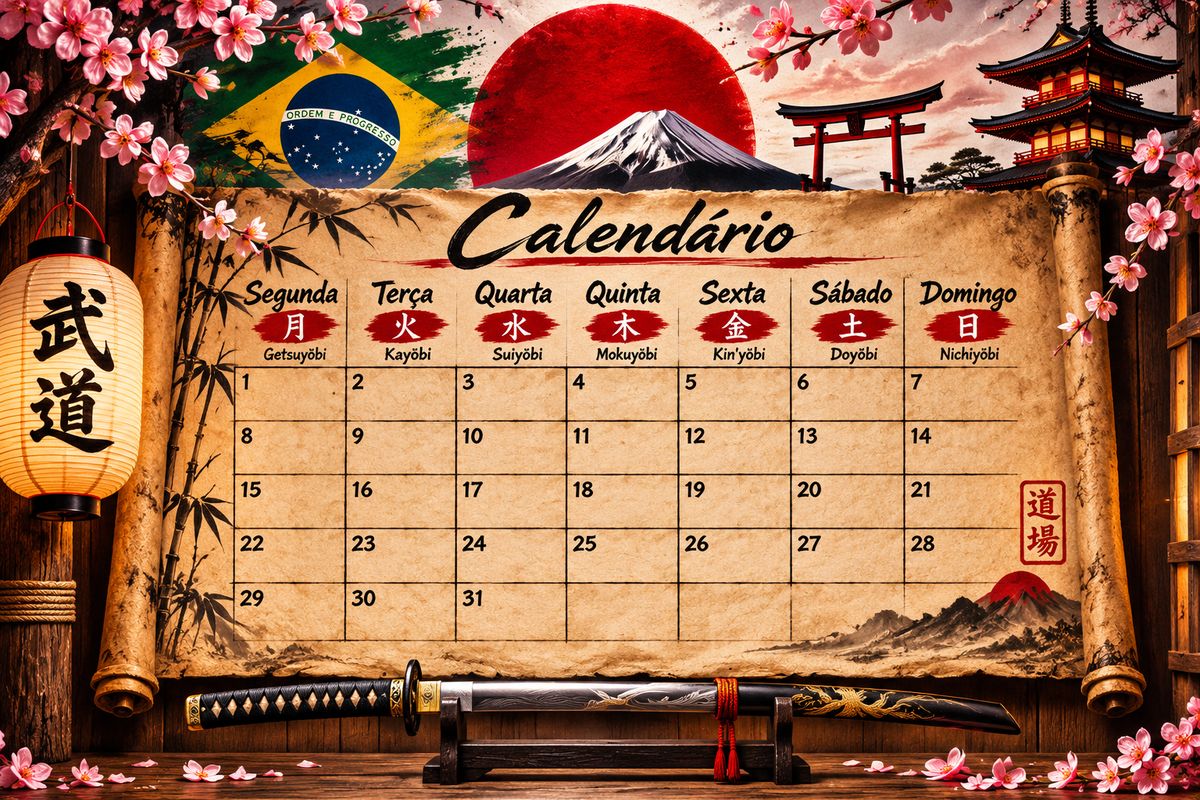 ORDEM E PROGRESSO
Calendário
Segunda Terça Quarta Quinta Sexta Sábado Domingo
月 火 水 木 金 土 日
Getsuyōbi Kayōbi Suiyōbi Mokuyōbi Kin'yōbi Doyōbi Nichiyōbi
1 2 3 4 5 6 7
8 9 10 11 12 13 14
15 16 17 18 19 20 21
22 23 24 25 26 27 28
29 30 31
武道
道場